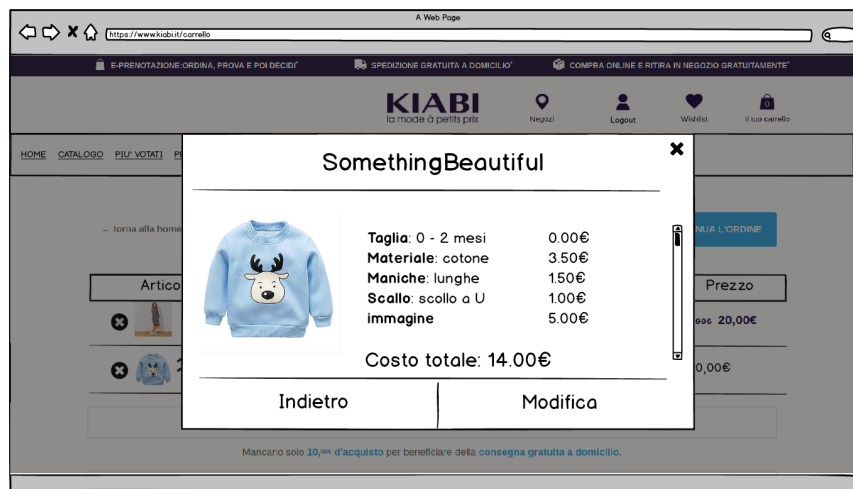 A Web Page
https://www.kiabi.it/carrello
E-PRENOTAZIONE:ORDINA, PROVA E POI DECIDI*
SPEDIZIONE GRATUITA A DOMICILIO*
COMPRA ONLINE E RITIRA IN NEGOZIO GRATUITAMENTE*
KIABI
la mode à petits prix
Negozi
Logout
Wishlist
0
Il tuo carrello
HOME CATALOGO PIU' VOTATI
SomethingBeautiful
← torna alla home
NUA L'ORDINE
Taglia: 0 - 2 mesi 0.00€
Materiale: cotone 3.50€
Maniche: lunghe 1.50€
Scallo: scollo a U 1.00€
immagine 5.00€
Costo totale: 14.00€
Artico
Prezzo
20,00€
0,00€
Indietro
Modifica
Mancano solo 10,00€ d'acquisto per beneficiare della consegna gratuita a domicilio.